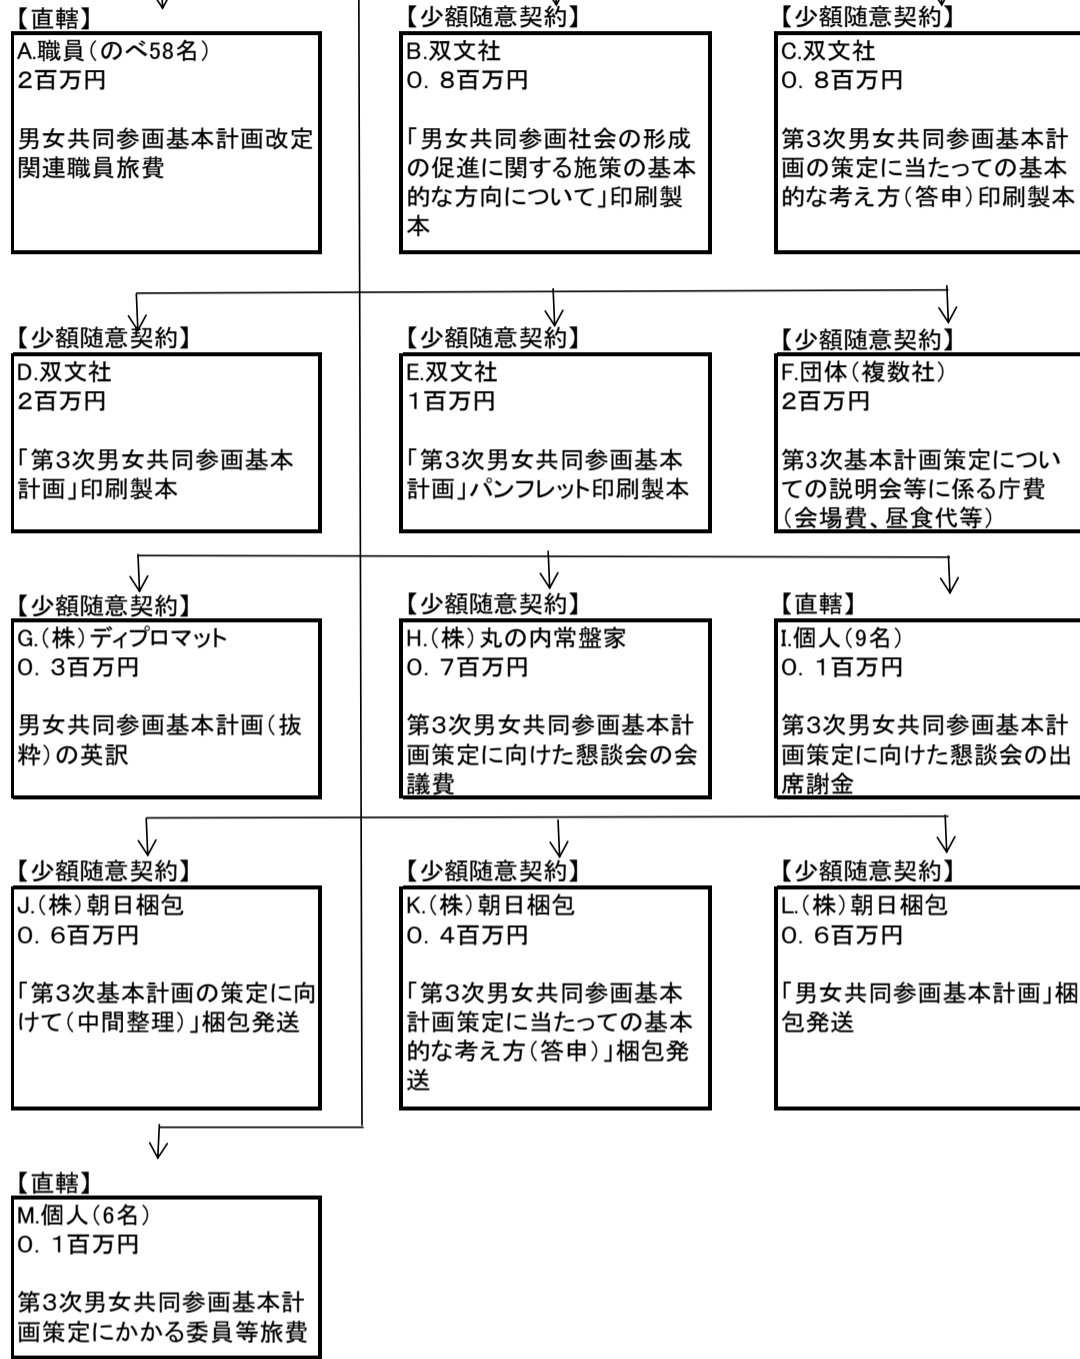 【直轄】
A.職員（のべ58名）
２百万円
男女共同参画基本計画改定
関連職員旅費
【少額随意契約】
B.双文社
０．８百万円
「男女共同参画社会の形成
の促進に関する施策の基本
的な方向について」印刷製
本
【少額随意契約】
C.双文社
０．８百万円
第３次男女共同参画基本計
画の策定に当たっての基本
的な考え方（答申）印刷製本
【少額随意契約】
D.双文社
２百万円
「第３次男女共同参画基本
計画」印刷製本
【少額随意契約】
E.双文社
１百万円
「第３次男女共同参画基本
計画」パンフレット印刷製本
【少額随意契約】
F.団体（複数社）
２百万円
第3次基本計画策定につい
ての説明会等に係る庁費
（会場費、昼食代等）
【少額随意契約】
G.（株）ディプロマット
０．３百万円
男女共同参画基本計画（抜
粋）の英訳
【少額随意契約】
H.（株）丸の内常盤家
０．７百万円
第３次男女共同参画基本計
画策定に向けた懇談会の会
議費
【直轄】
I.個人（9名）
０．１百万円
第３次男女共同参画基本計
画策定に向けた懇談会の出
席謝金
【少額随意契約】
J.（株）朝日梱包
０．６百万円
「第３次基本計画の策定に向
けて（中間整理）」梱包発送
【少額随意契約】
K.（株）朝日梱包
０．４百万円
「第３次男女共同参画基本
計画策定に当たっての基本
的な考え方（答申）」梱包発
送
【少額随意契約】
L.（株）朝日梱包
０．６百万円
「男女共同参画基本計画」梱
包発送
【直轄】
M.個人（6名）
０．１百万円
第３次男女共同参画基本計
画策定にかかる委員等旅費